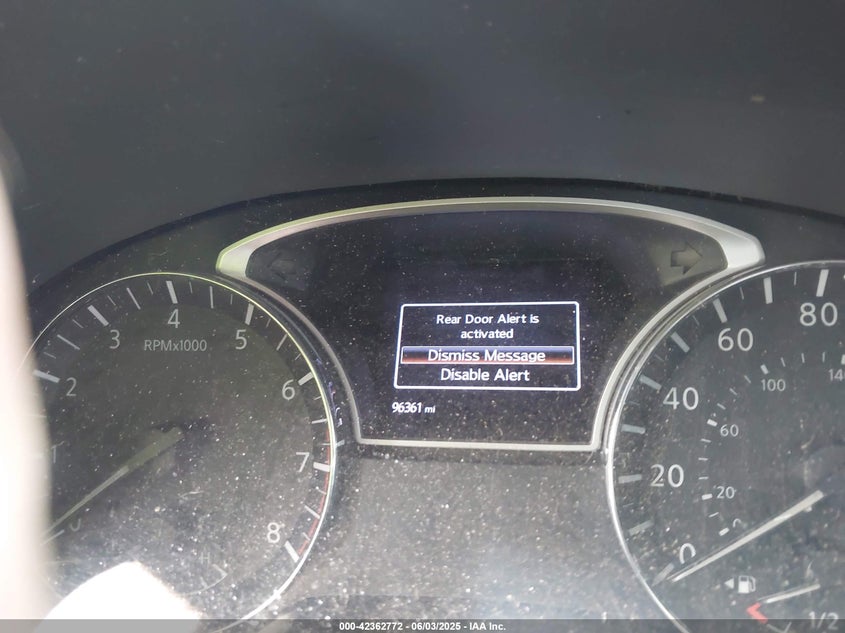 Rear Door Alert is
activated
Dismiss Message
Disable Alert
96361 mi
2 3 4 5 6 7 8
RPMx1000
0 20 40 60 80
20 60 100
1/2
000-42362772 - 06/03/2025 - IAA Inc.